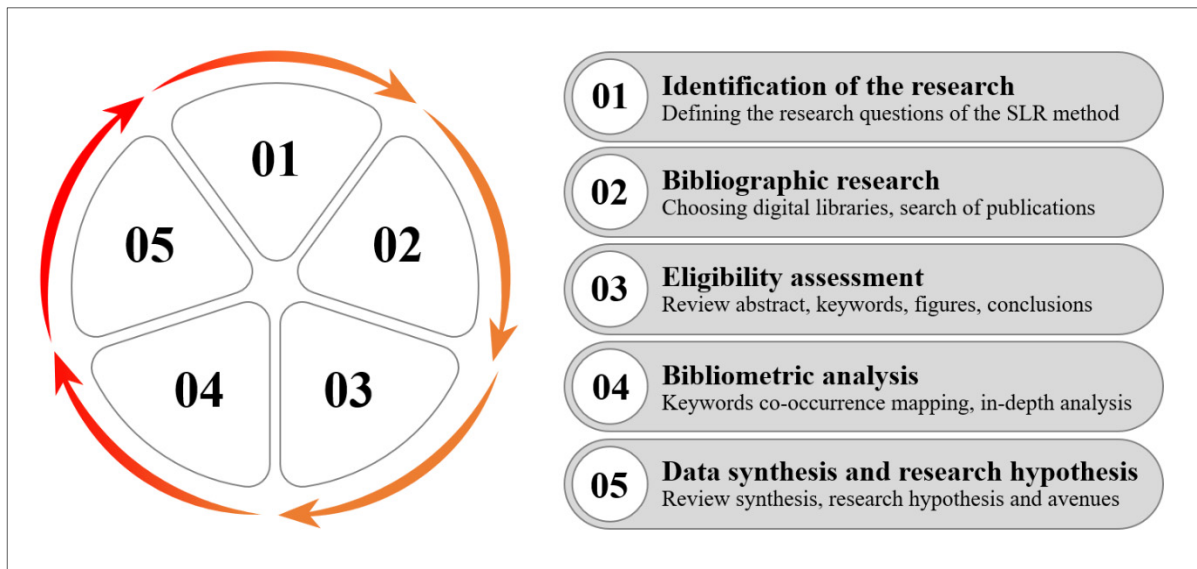 01
02
03
04
05
01
Identification of the research
Defining the research questions of the SLR method
02
Bibliographic research
Choosing digital libraries, search of publications
03
Eligibility assessment
Review abstract, keywords, figures, conclusions
04
Bibliometric analysis
Keywords co-occurrence mapping, in-depth analysis
05
Data synthesis and research hypothesis
Review synthesis, research hypothesis and avenues